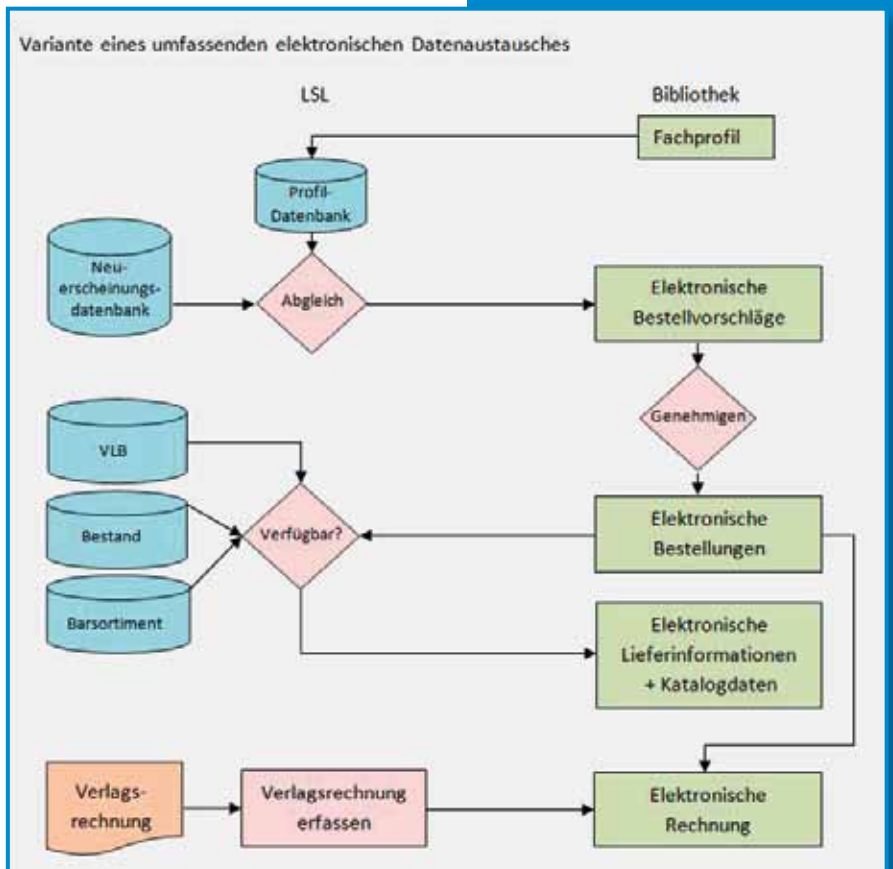 Variante eines umfassenden elektronischen Datenaustausches
LSL
Bibliothek
Fachprofil
Profil-
Datenbank
Neu-
erscheinungs-
datenbank
Abgleich
Elektronische
Bestellvorschläge
Genehmigen
VLB
Bestand
Barsortiment
Verfügbar?
Elektronische
Bestellungen
Elektronische
Lieferinformationen
+ Katalogdaten
Verlags-
rechnung
Verlagsrechnung
erfassen
Elektronische
Rechnung